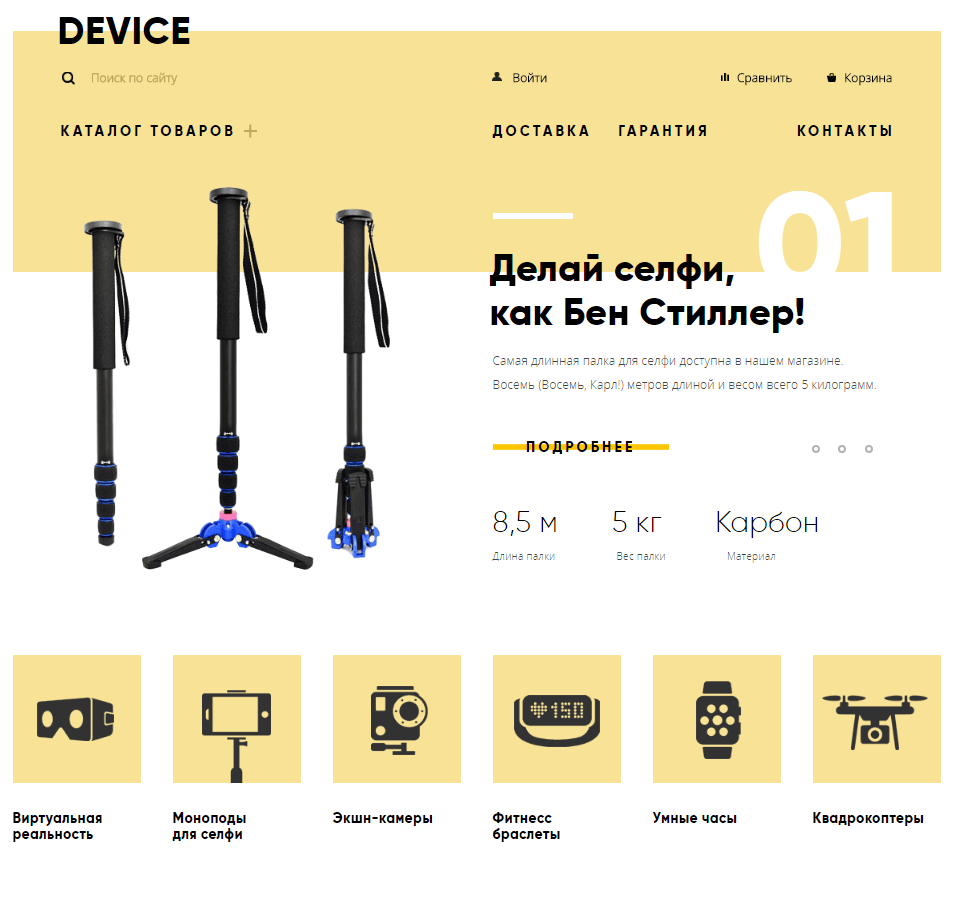 DEVICE
Поиск по сайту
Войти
Сравнить
Корзина
КАТАЛОГ ТОВАРОВ
ДОСТАВКА
ГАРАНТИЯ
КОНТАКТЫ
01
Делай селфи,
как Бен Стиллер!
Самая длинная палка для селфи доступна в нашем магазине.
Восемь (Восемь, Карл!) метров длиной и весом всего 5 килограмм.
ПОДРОБНЕЕ
8,5 м
5 кг
Карбон
Длина палки
Вес палки
Материал
150
Виртуальная
реальность
Моноподы
для селфи
Экшн-камеры
Фитнесс
браслеты
Умные часы
Квадрокоптеры